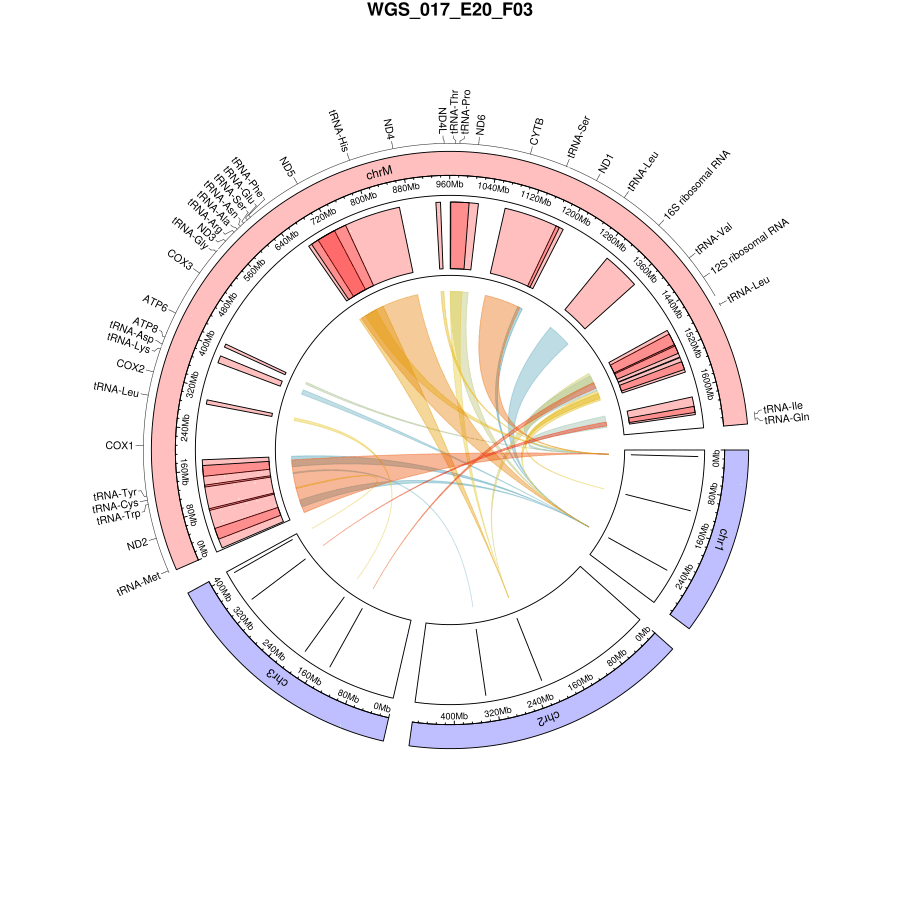 WGS_017_E20_F03
tRNA-Met
ND2
tRNA-Trp
tRNA-Cys
tRNA-Tyr
COX1
tRNA-Leu
COX2
tRNA-Lys
tRNA-Asp
ATP8
ATP6
COX3
tRNA-Gly
ND3
tRNA-Arg
tRNA-Ala
tRNA-Asn
tRNA-Ser
tRNA-Glu
tRNA-Phe
ND5
tRNA-His
ND4
ND4L
tRNA-Thr
tRNA-Pro
ND6
CYTB
tRNA-Ser
ND1
tRNA-Leu
16S ribosomal RNA
tRNA-Val
12S ribosomal RNA
tRNA-Leu
tRNA-Ile
tRNA-Gln
chrM
0Mb
80Mb
160Mb
240Mb
320Mb
400Mb
480Mb
560Mb
640Mb
720Mb
800Mb
880Mb
960Mb
1040Mb
1120Mb
1200Mb
1280Mb
1360Mb
1440Mb
1520Mb
1600Mb
chr1
0Mb
80Mb
160Mb
240Mb
chr2
0Mb
80Mb
160Mb
240Mb
320Mb
400Mb
chr3
0Mb
80Mb
160Mb
240Mb
320Mb
400Mb